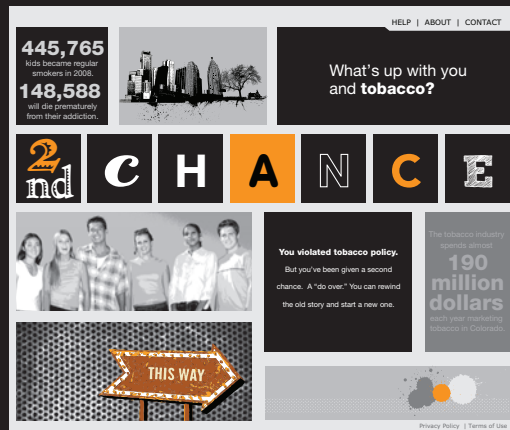 HELP | ABOUT | CONTACT
445,765
kids became regular
smokers in 2008.
148,588
will die prematurely
from their addiction.
What's up with you
and tobacco?
2nd CHANCE
You violated tobacco policy.
But you've been given a second
chance. A "do over." You can rewind
the old story and start a new one.
The tobacco industry
spends almost
190
million
dollars
each year marketing
tobacco in Colorado.
THIS WAY
Privacy Policy | Terms of Use